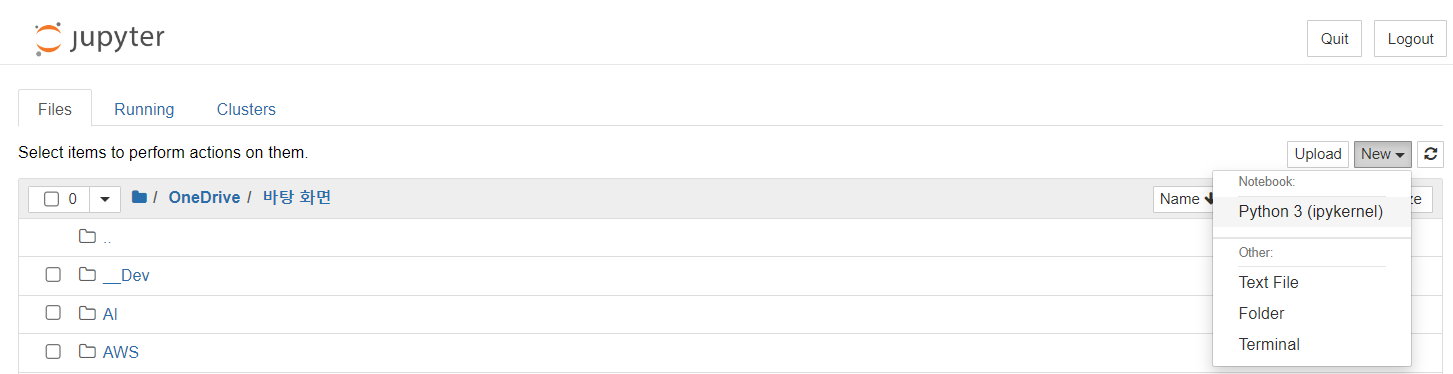 jupyter
Quit Logout
Files Running Clusters
Select items to perform actions on them.
Upload New
0 / OneDrive / 바탕 화면 Name
Notebook:
Python 3 (ipykernel)
..
Other:
__Dev
Text File
AI
Folder
AWS
Terminal